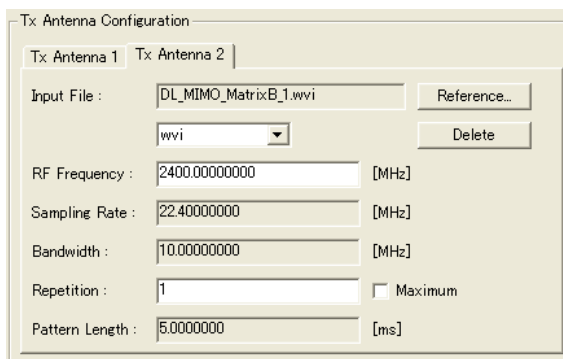 Tx Antenna Configuration
Tx Antenna 1 Tx Antenna 2
Input File : DL_MIMO_MatrixB_1.wvi Reference...
wvi Delete
RF Frequency : 2400.00000000 [MHz]
Sampling Rate : 22.40000000 [MHz]
Bandwidth : 10.00000000 [MHz]
Repetition : 1 Maximum
Pattern Length : 5.0000000 [ms]